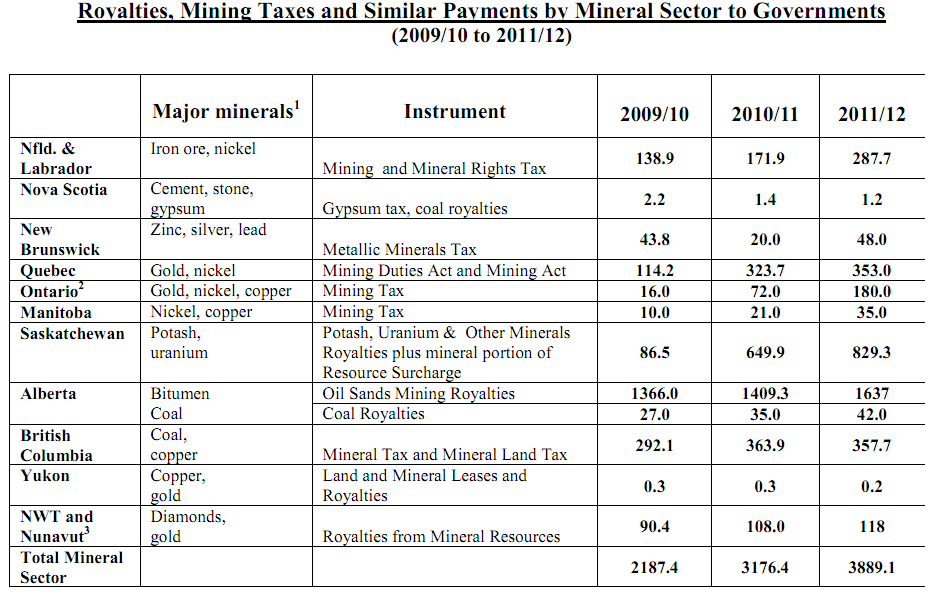 Royalties, Mining Taxes and Similar Payments by Mineral Sector to Governments
(2009/10 to 2011/12)
Major minerals1 Instrument 2009/10 2010/11 2011/12
Nfld. & Labrador Iron ore, nickel Mining and Mineral Rights Tax 138.9 171.9 287.7
Nova Scotia Cement, stone, gypsum Gypsum tax, coal royalties 2.2 1.4 1.2
New Brunswick Zinc, silver, lead Metallic Minerals Tax 43.8 20.0 48.0
Quebec Gold, nickel Mining Duties Act and Mining Act 114.2 323.7 353.0
Ontario2 Gold, nickel, copper Mining Tax 16.0 72.0 180.0
Manitoba Nickel, copper Mining Tax 10.0 21.0 35.0
Saskatchewan Potash, uranium Potash, Uranium & Other Minerals Royalties plus mineral portion of Resource Surcharge 86.5 649.9 829.3
Alberta Bitumen Oil Sands Mining Royalties 1366.0 1409.3 1637
Coal Coal Royalties 27.0 35.0 42.0
British Columbia Coal, copper Mineral Tax and Mineral Land Tax 292.1 363.9 357.7
Yukon Copper, gold Land and Mineral Leases and Royalties 0.3 0.3 0.2
NWT and Nunavut3 Diamonds, gold Royalties from Mineral Resources 90.4 108.0 118
Total Mineral Sector 2187.4 3176.4 3889.1